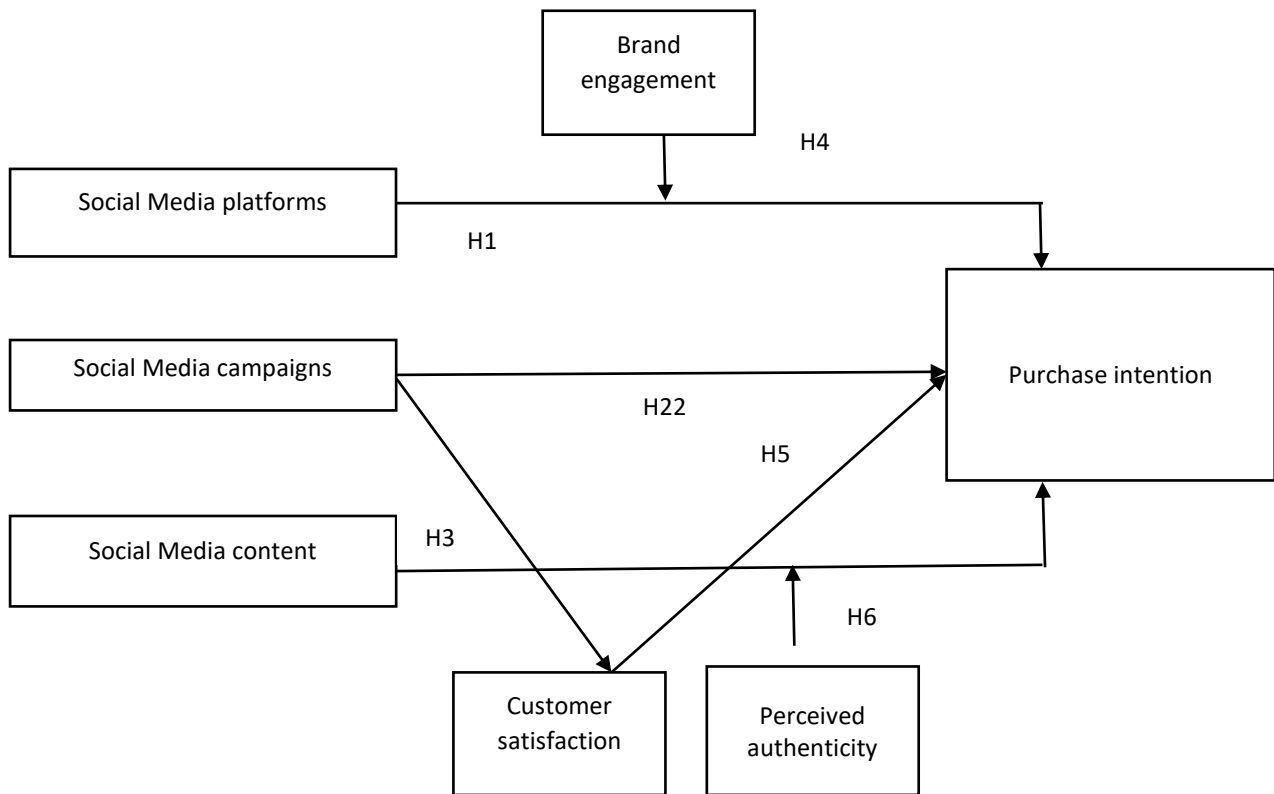 Brand
engagement
H4
Social Media platforms
H1
Social Media campaigns
Purchase intention
H22
H5
Social Media content
H3
H6
Customer
satisfaction
Perceived
authenticity